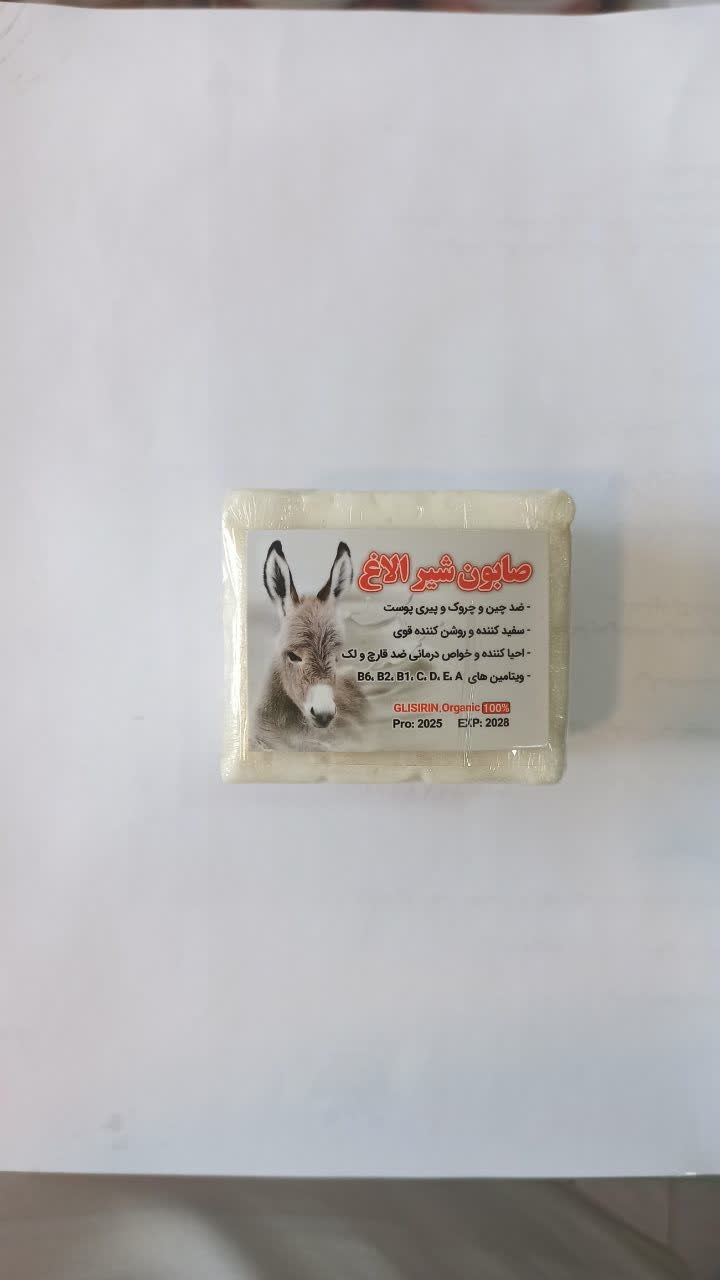 صابون شیر الاغ
- ضد چین و چروک و پیری پوست
- سفید کننده و روشن کننده قوی
- احیا کننده و خواص درمانی ضد قارچ و لک
- ویتامین های B6، B2، B1، C، D، E، A
GLISIRIN,Organic 100%
Pro: 2025 EXP: 2028